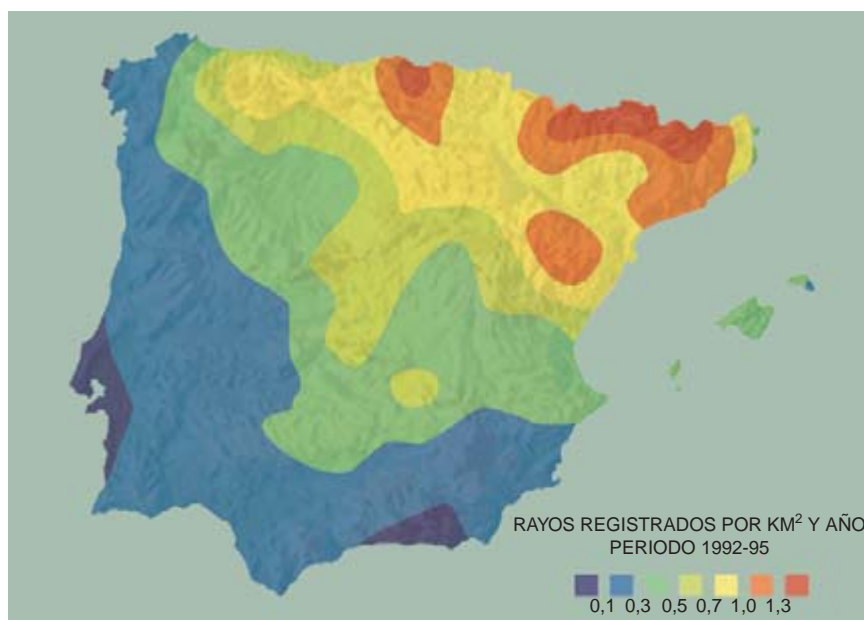 RAYOS REGISTRADOS POR KM² Y AÑO
PERIODO 1992-95
0,1 0,3 0,5 0,7 1,0 1,3